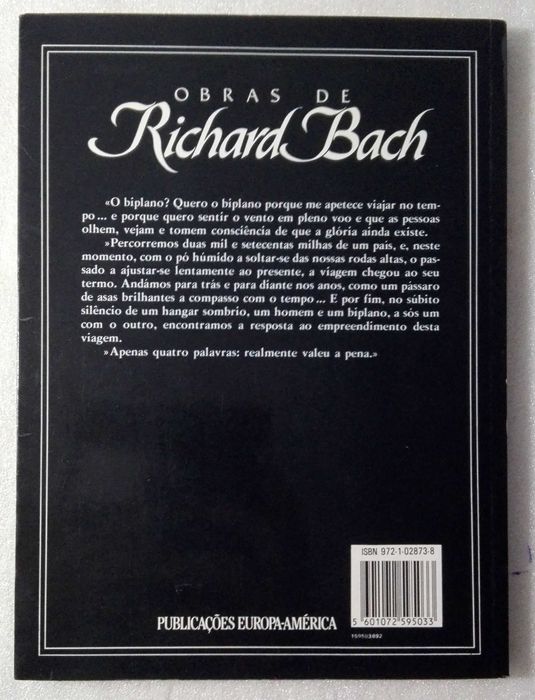 OBRAS DE
Richard Bach
«O biplano? Quero o biplano porque me apetece viajar no tem-
po... e porque quero sentir o vento em pleno voo e que as pessoas
olhem, vejam e tomem consciência de que a glória ainda existe.
»Percorremos duas mil e setecentas milhas de um país, e, neste
momento, com o pó húmido a soltar-se das nossas rodas altas, o pas-
sado a ajustar-se lentamente ao presente, a viagem chegou ao seu
termo. Andámos para trás e para diante nos anos, como um pássaro
de asas brilhantes a compasso com o tempo... E por fim, no súbito
silêncio de um hangar sombrio, um homem e um biplano, a sós um
com o outro, encontramos a resposta ao empreendimento desta
viagem.
»Apenas quatro palavras: realmente valeu a pena.»
ISBN 972-1-02873-8
5 601072 595033
PUBLICAÇÕES EUROPA-AMÉRICA